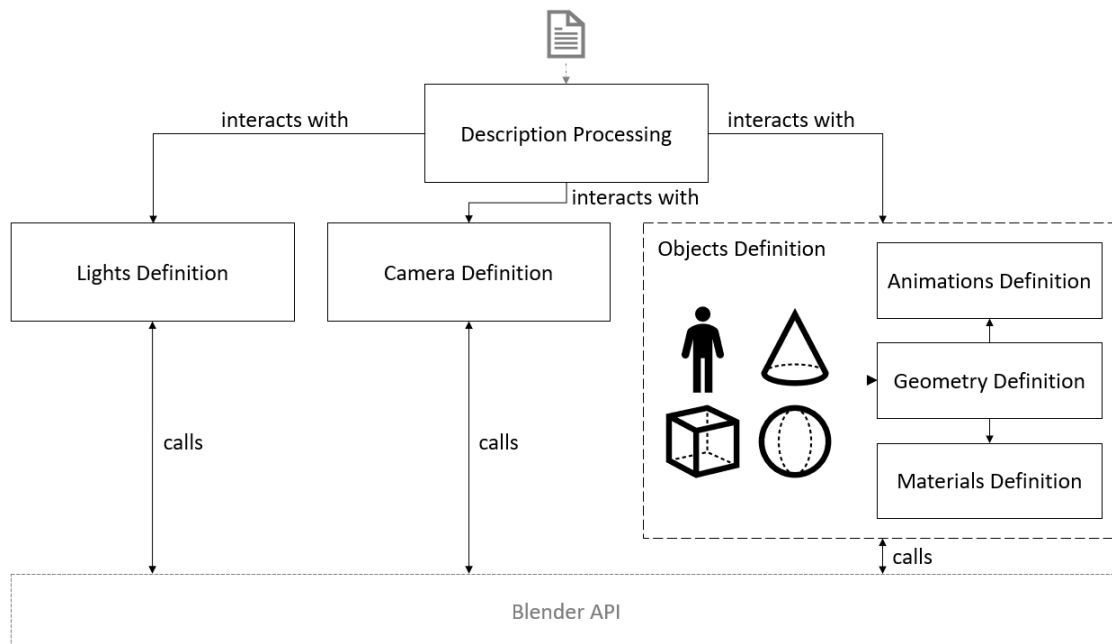 interacts with
Description Processing
interacts with
interacts with
Lights Definition
Camera Definition
Objects Definition
Animations Definition
Geometry Definition
Materials Definition
calls
calls
calls
Blender API